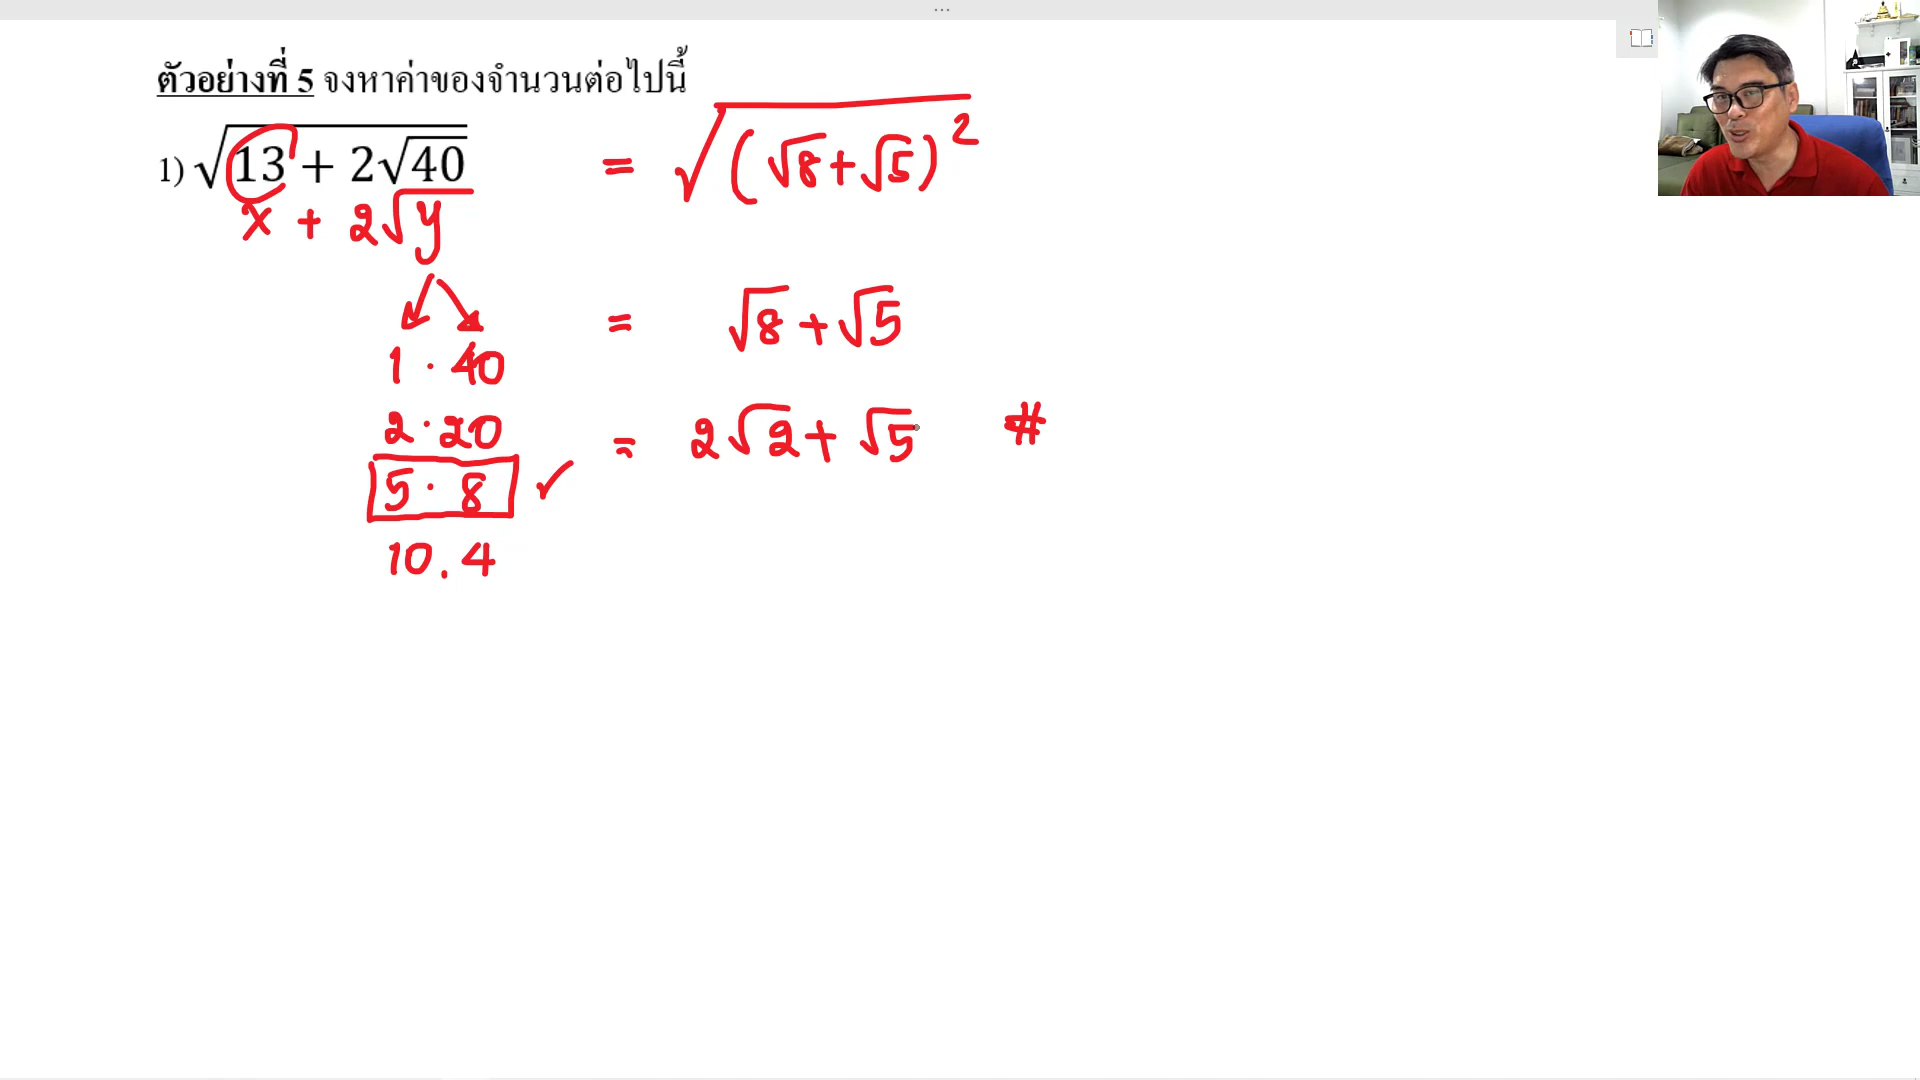 ตัวอย่างที่ 5 จงหาค่าของจำนวนต่อไปนี้
1) √(13 + 2√40) = √((√8 + √5)²)
x + 2√y
= √8 + √5
1 · 40
2 · 20
= 2√2 + √5 #
5 · 8 ✓
10 . 4